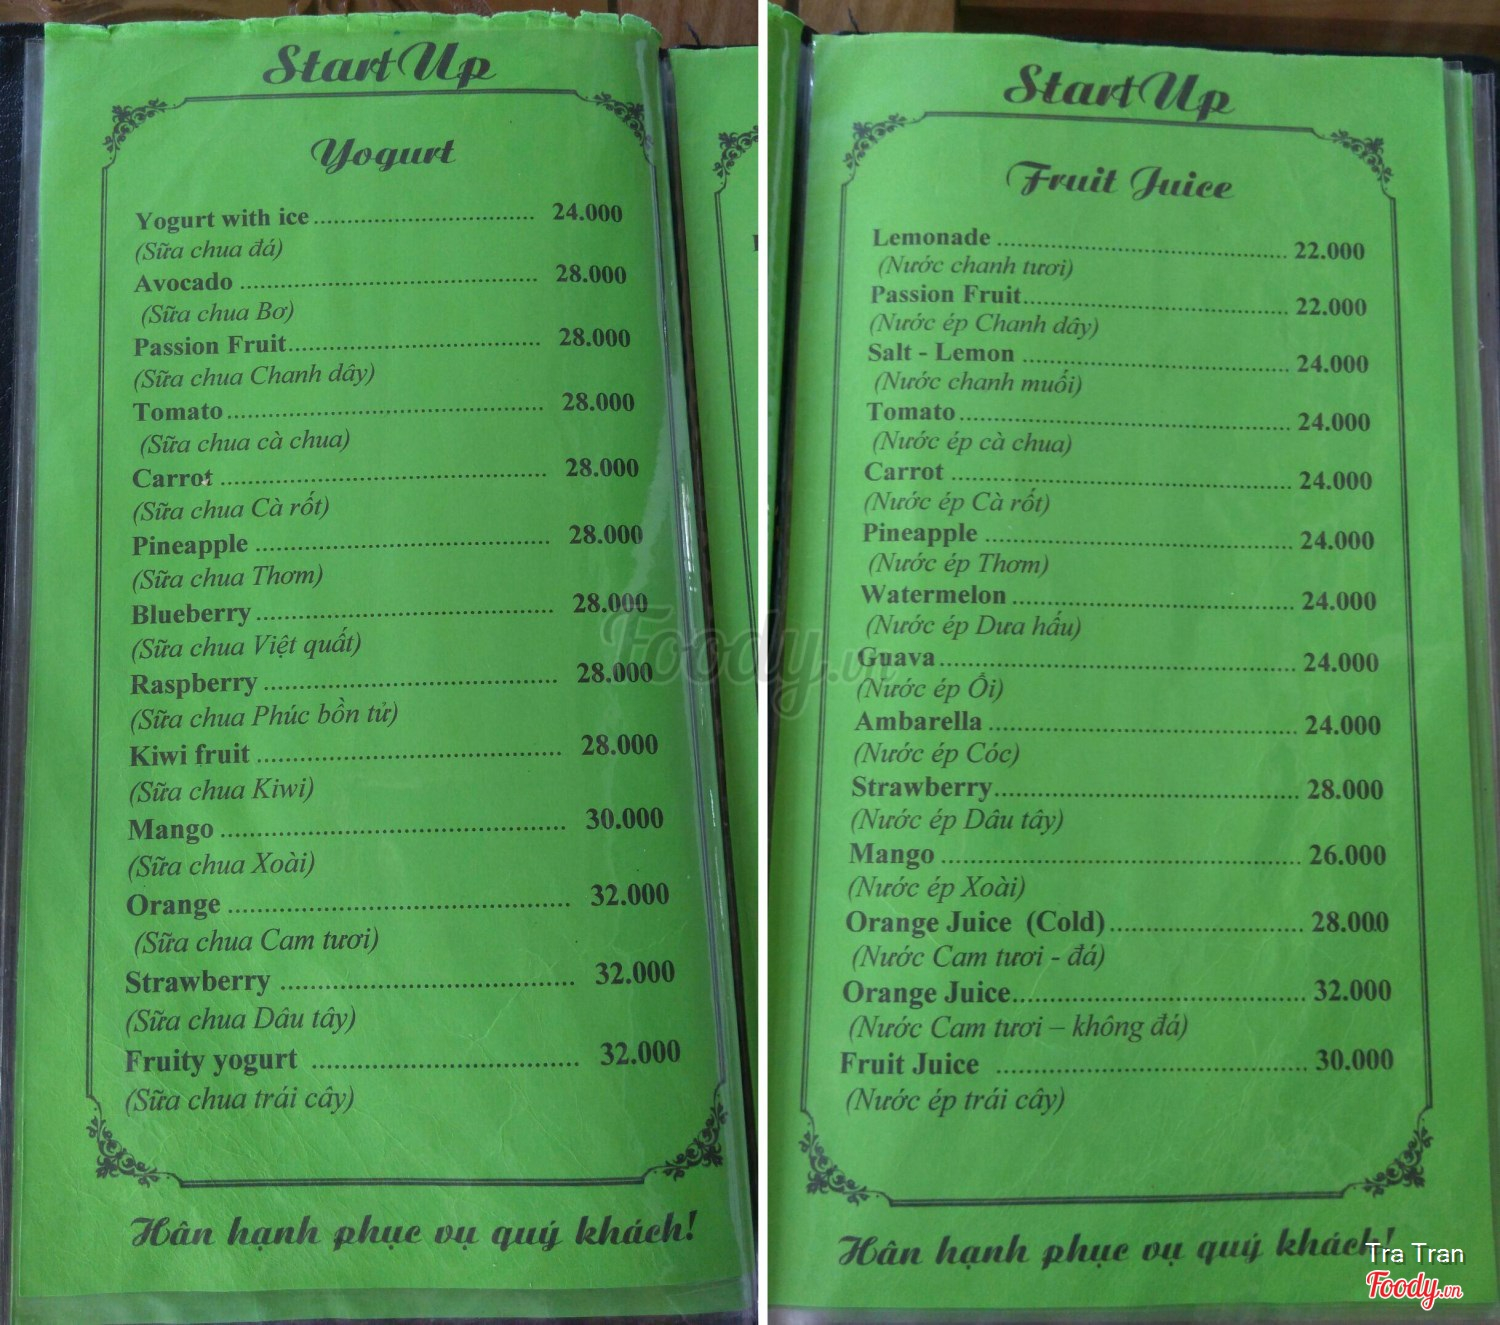 Start Up
Yogurt
Yogurt with ice ........................ 24.000
(Sữa chua đá)
Avocado ........................ 28.000
(Sữa chua Bơ)
Passion Fruit ........................ 28.000
(Sữa chua Chanh dây)
Tomato ........................ 28.000
(Sữa chua cà chua)
Carrot ........................ 28.000
(Sữa chua Cà rốt)
Pineapple ........................ 28.000
(Sữa chua Thơm)
Blueberry ........................ 28.000
(Sữa chua Việt quất)
Raspberry ........................ 28.000
(Sữa chua Phúc bồn tử)
Kiwi fruit ........................ 28.000
(Sữa chua Kiwi)
Mango ........................ 30.000
(Sữa chua Xoài)
Orange ........................ 32.000
(Sữa chua Cam tươi)
Strawberry ........................ 32.000
(Sữa chua Dâu tây)
Fruity yogurt ........................ 32.000
(Sữa chua trái cây)
Hân hạnh phục vụ quý khách!
Start Up
Fruit Juice
Lemonade ........................ 22.000
(Nước chanh tươi)
Passion Fruit ........................ 22.000
(Nước ép Chanh dây)
Salt - Lemon ........................ 24.000
(Nước chanh muối)
Tomato ........................ 24.000
(Nước ép cà chua)
Carrot ........................ 24.000
(Nước ép Cà rốt)
Pineapple ........................ 24.000
(Nước ép Thơm)
Watermelon ........................ 24.000
(Nước ép Dưa hấu)
Guava ........................ 24.000
(Nước ép Ổi)
Ambarella ........................ 24.000
(Nước ép Cóc)
Strawberry ........................ 28.000
(Nước ép Dâu tây)
Mango ........................ 26.000
(Nước ép Xoài)
Orange Juice (Cold) ........................ 28.000
(Nước Cam tươi - đá)
Orange Juice ........................ 32.000
(Nước Cam tươi – không đá)
Fruit Juice ........................ 30.000
(Nước ép trái cây)
Hân hạnh phục vụ quý khách!
Foody.vn
Tra Tran
Foody.vn